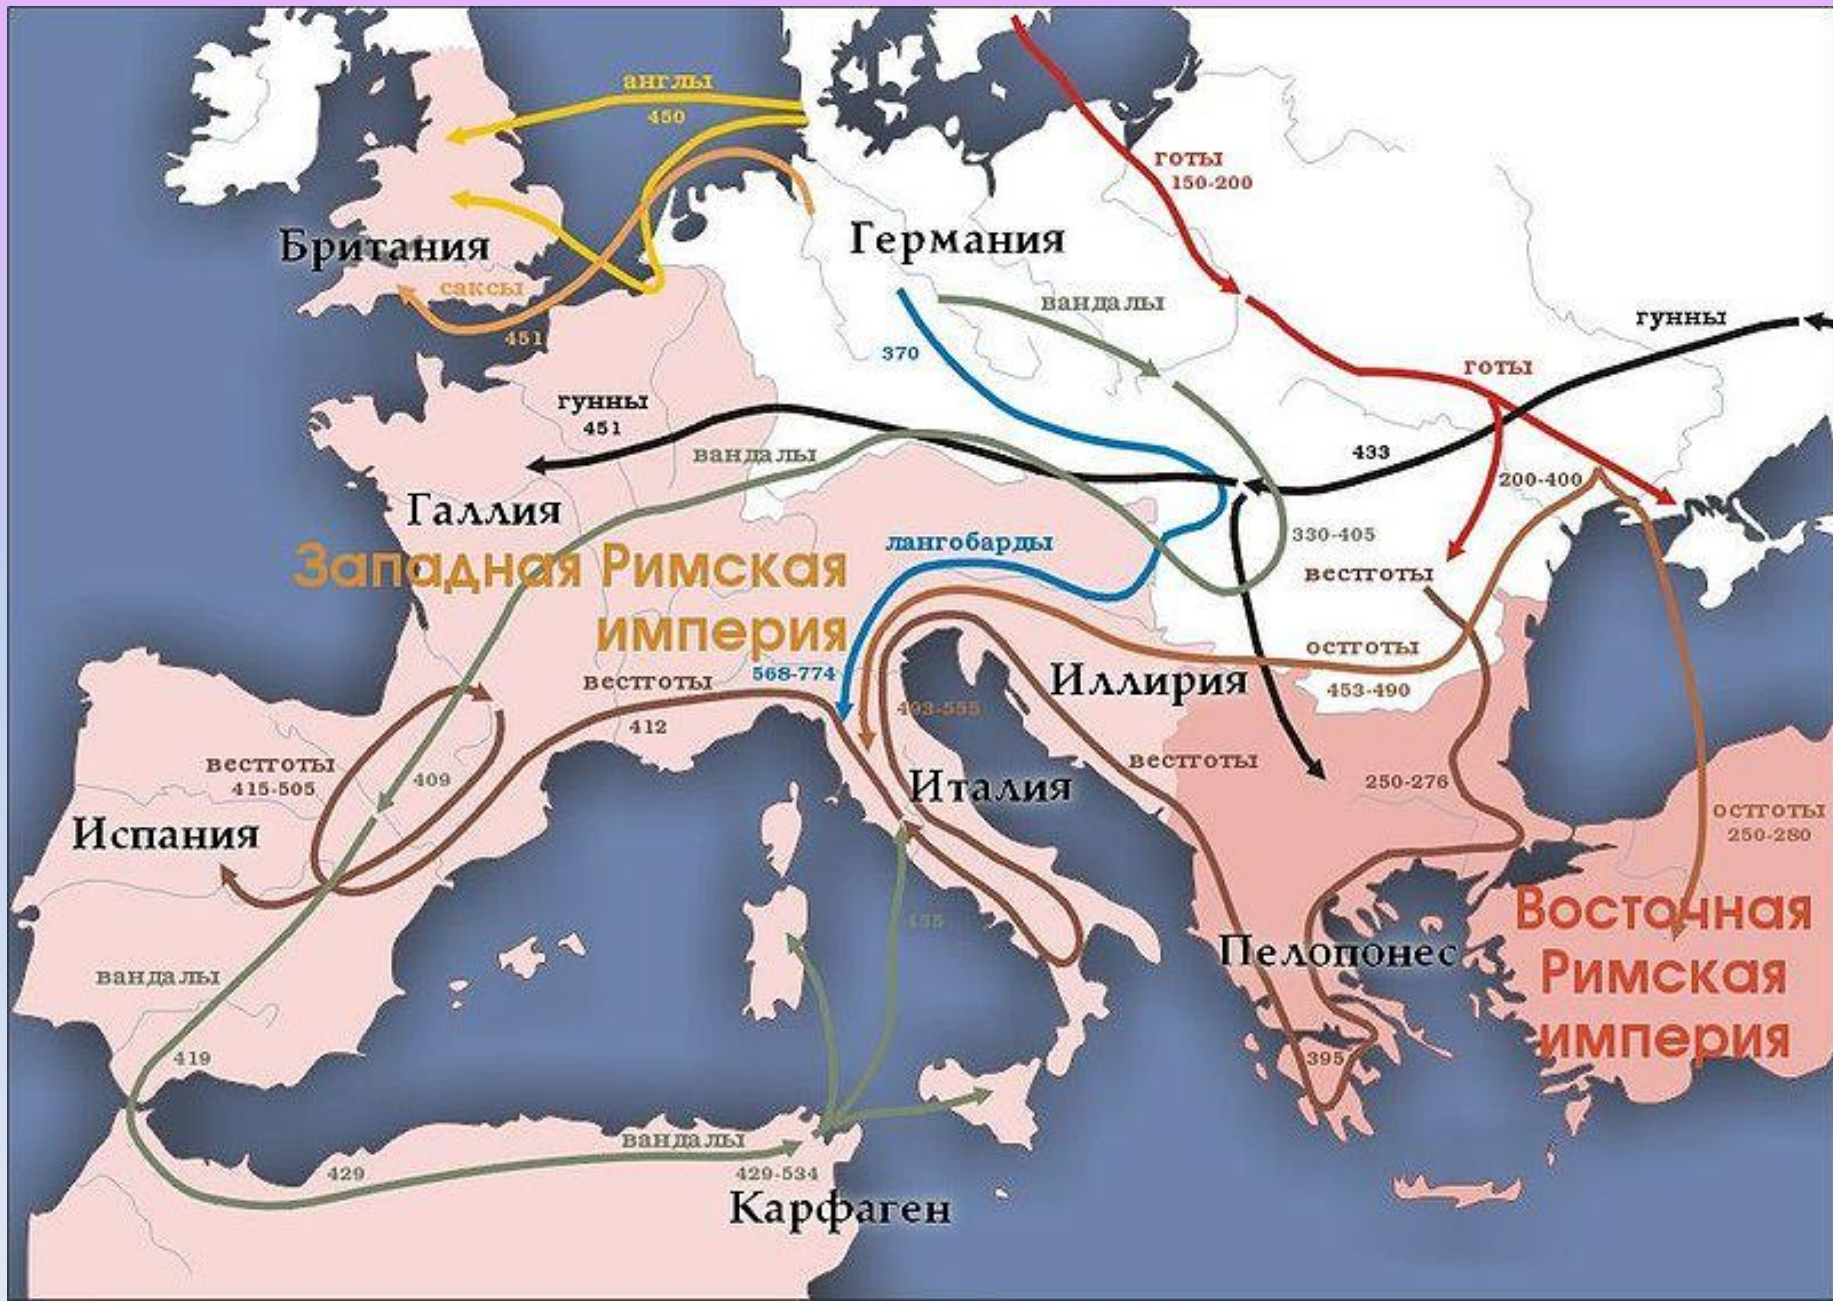 англы
450
готы
150-200
Британия
Германия
саксы
451
вандалы
370
гунны
готы
гунны
451
вандалы
433
200-400
Галлия
330-405
лангобарды
Западная Римская
империя
вестготы
остготы
453-490
568-774
вестготы
412
Иллирия
493-555
вестготы
415-505
409
вестготы
250-276
Италия
Испания
остготы
250-280
455
Восточная
Римская
империя
Пелопонес
вандалы
419
395
вандалы
429
429-534
Карфаген